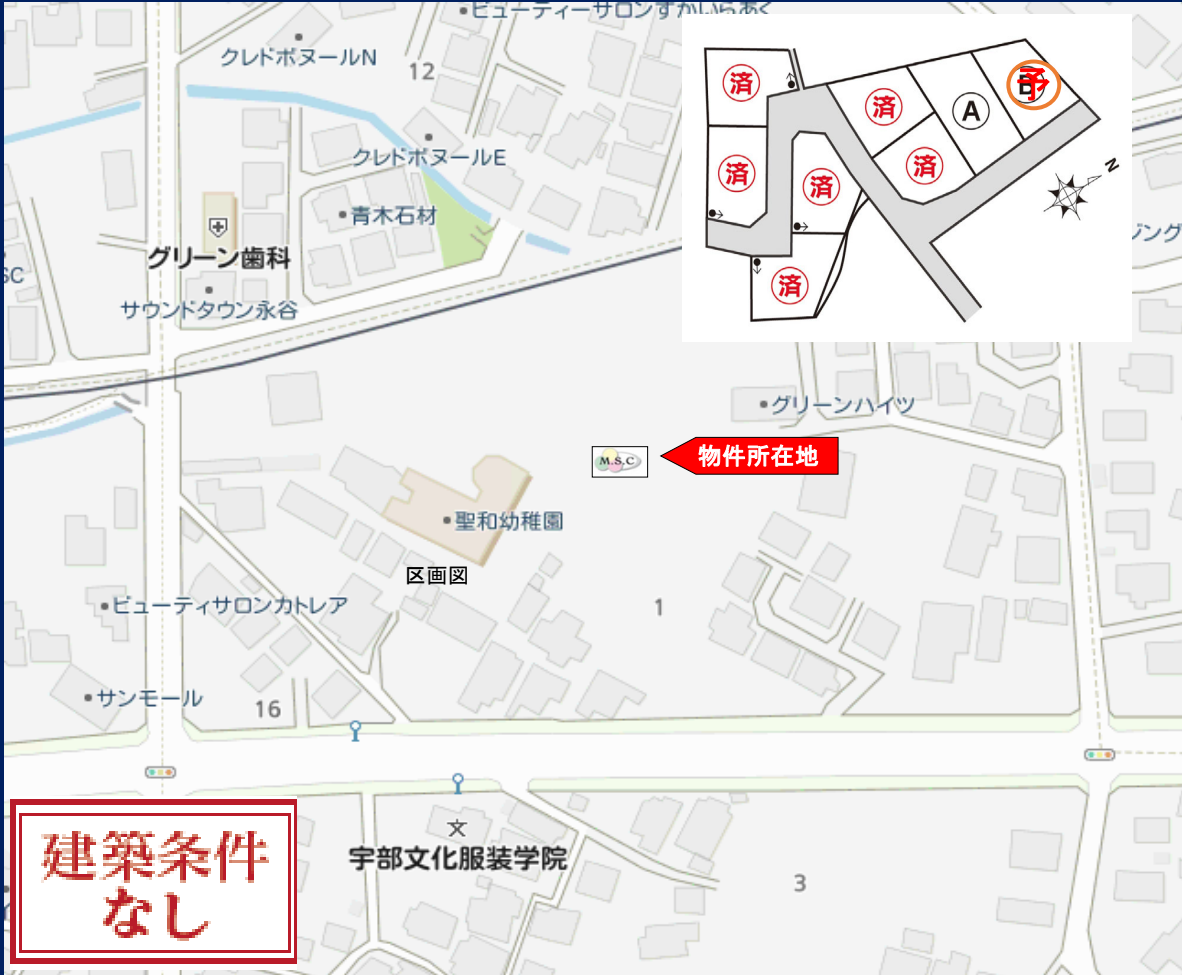 ビューティーサロンすかいらあく
クレドボヌールN
12
クレドボヌールE
青木石材
グリーン歯科
SC
サウンドタウン永谷
済
済
済
A
予
済
済
済
N
グリーンハイツ
M.S.C
物件所在地
聖和幼稚園
区画図
ビューティサロンカトレア
1
サンモール
16
建築条件
なし
宇部文化服装学院
3